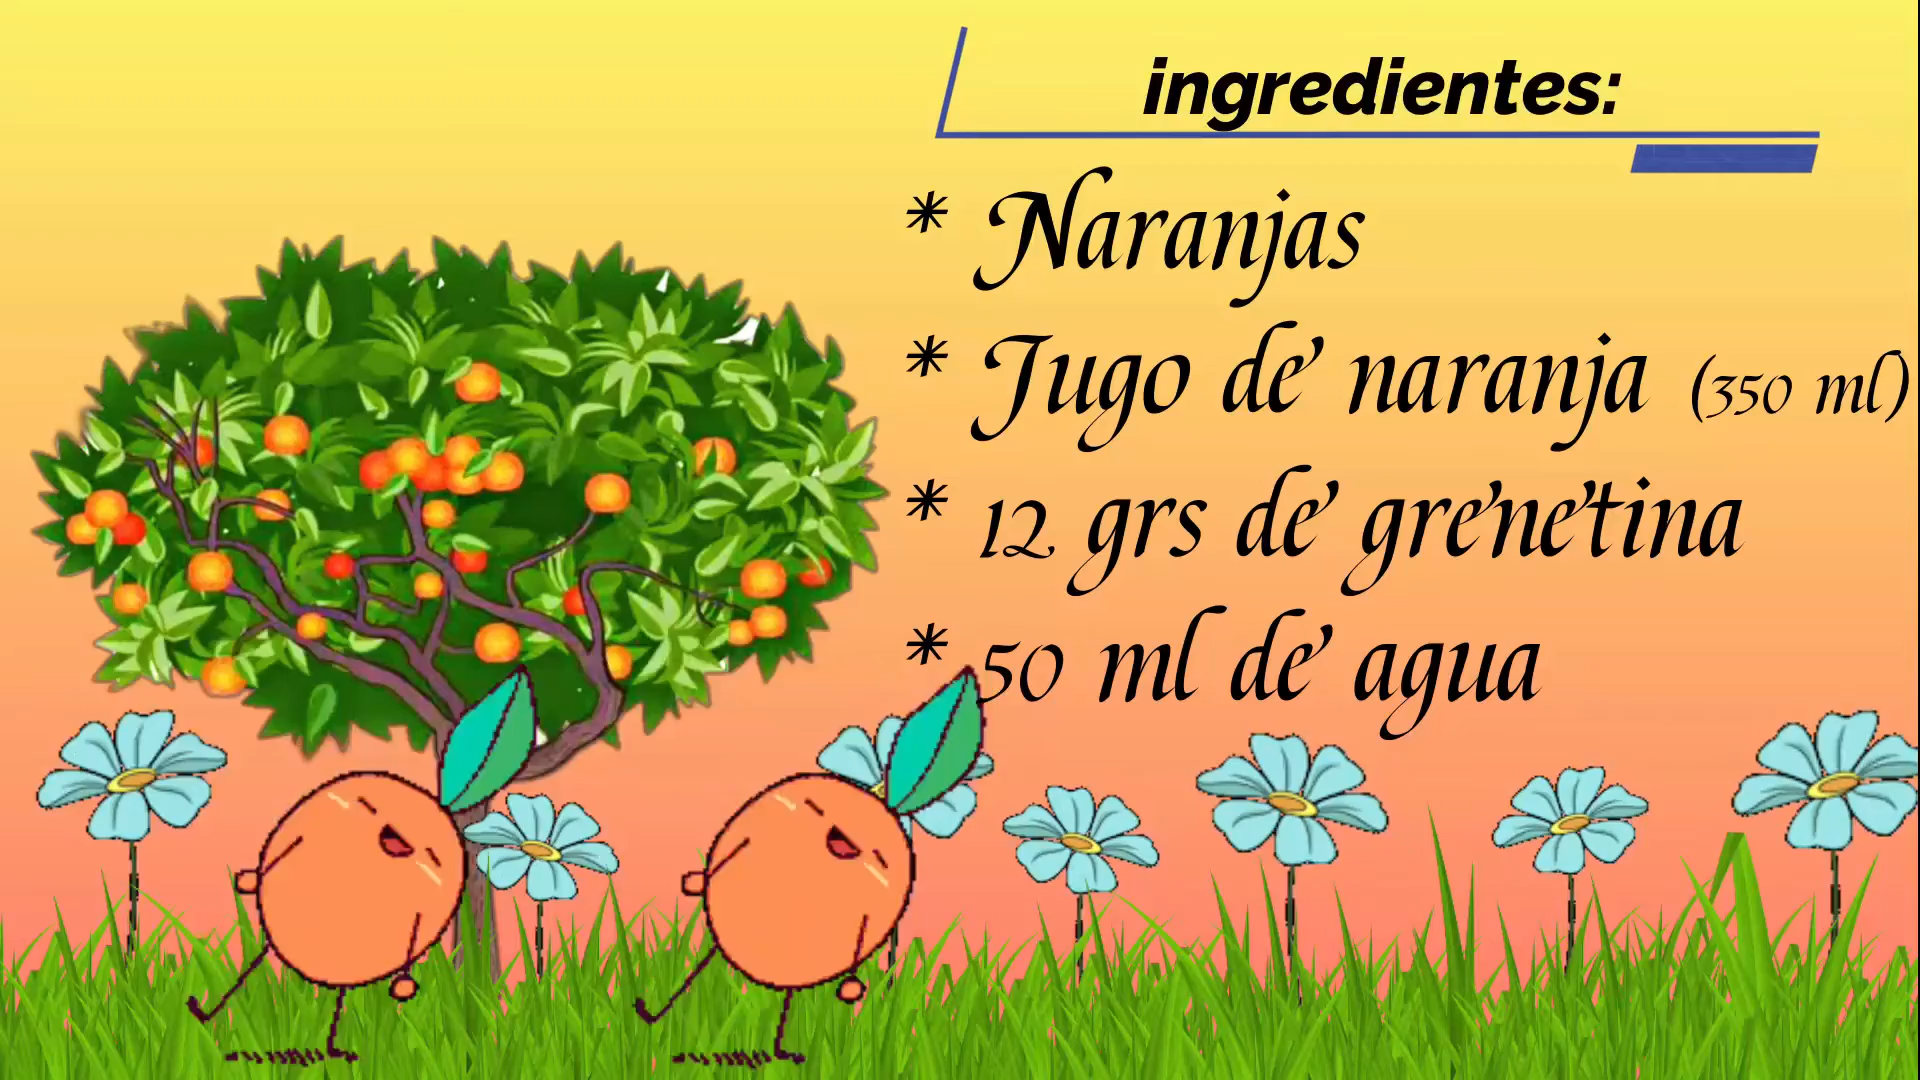 ingredientes:
* Naranjas
* Jugo de naranja (350 ml)
* 12 grs de grenetina
* 50 ml de agua